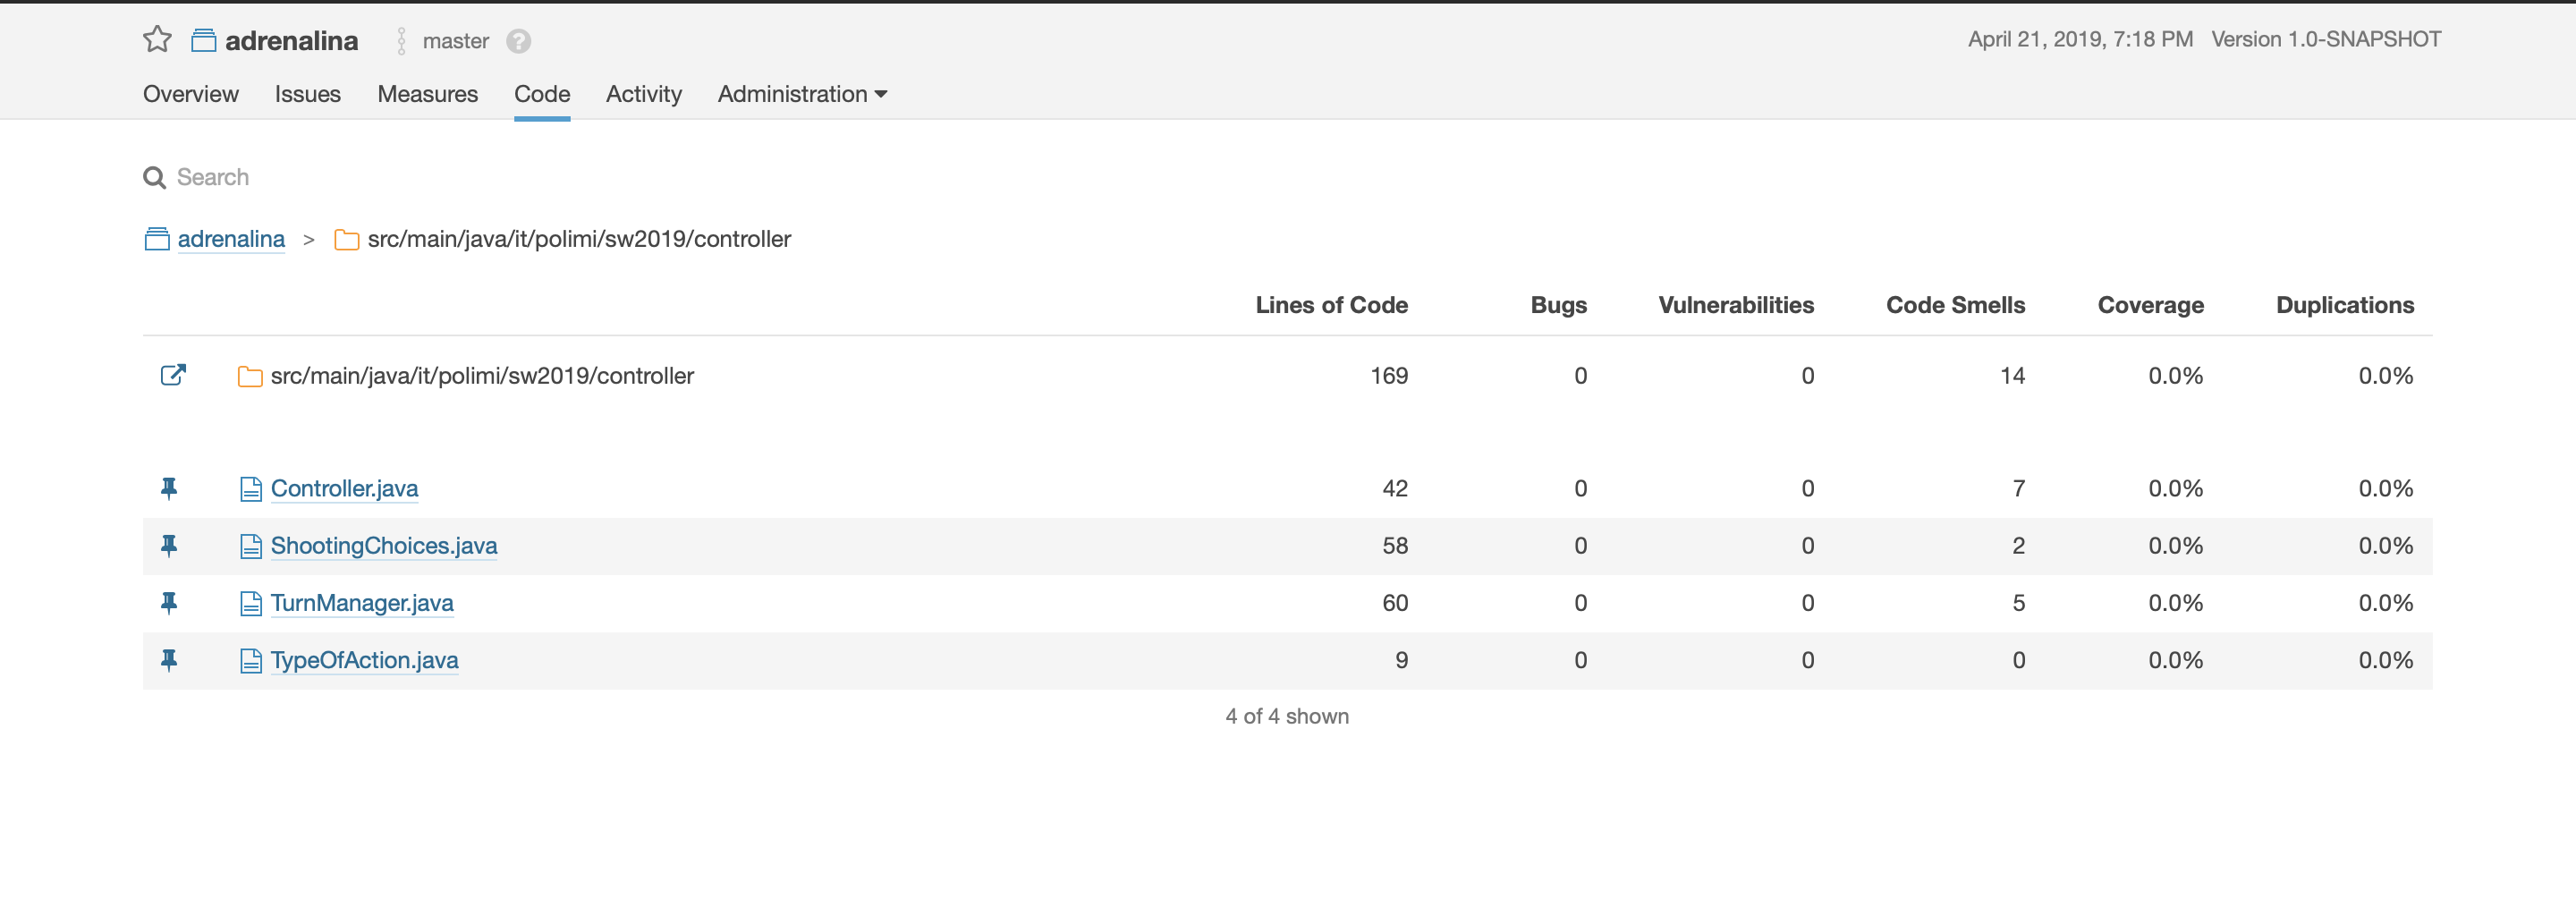 adrenalina master ? April 21, 2019, 7:18 PM Version 1.0-SNAPSHOT
Overview Issues Measures Code Activity Administration
Search
adrenalina > src/main/java/it/polimi/sw2019/controller
Lines of Code Bugs Vulnerabilities Code Smells Coverage Duplications
src/main/java/it/polimi/sw2019/controller 169 0 0 14 0.0% 0.0%
Controller.java 42 0 0 7 0.0% 0.0%
ShootingChoices.java 58 0 0 2 0.0% 0.0%
TurnManager.java 60 0 0 5 0.0% 0.0%
TypeOfAction.java 9 0 0 0 0.0% 0.0%
4 of 4 shown